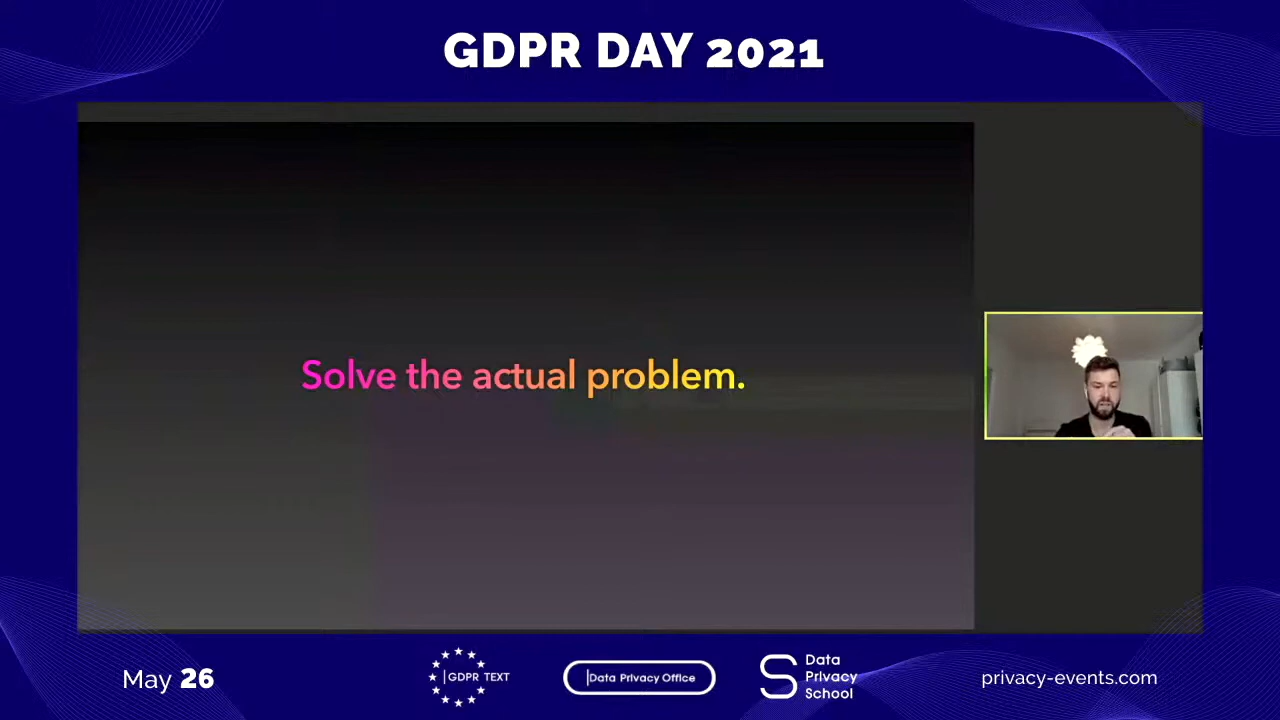 GDPR DAY 2021
Solve the actual problem.
May 26
GDPR TEXT
Data Privacy Office
Data
Privacy
School
privacy-events.com